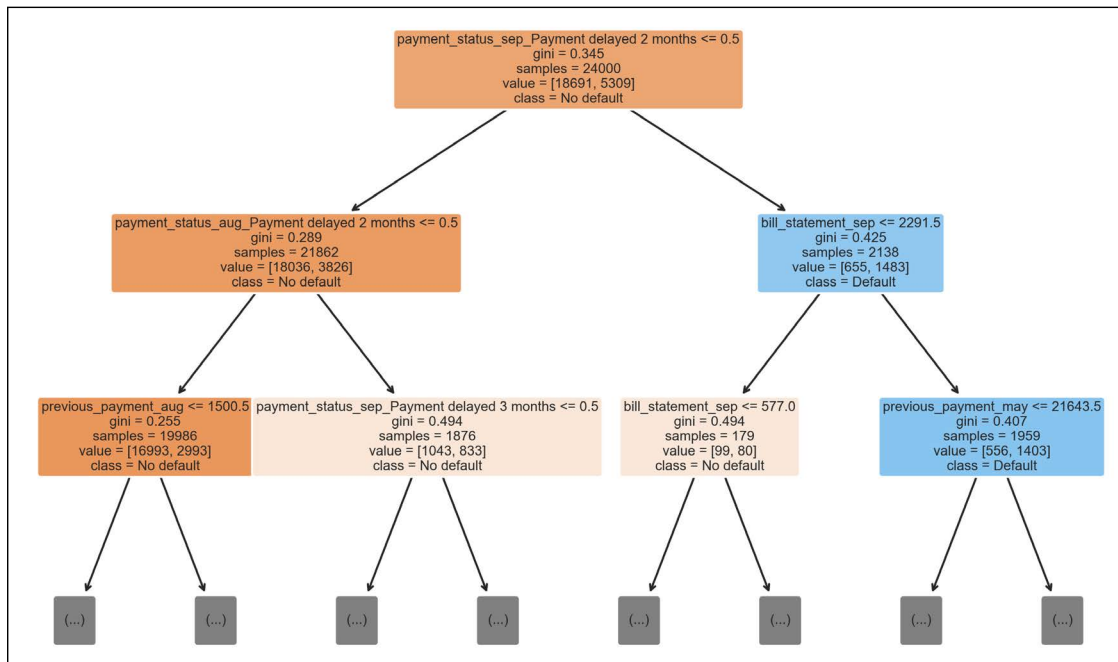 payment_status_sep_Payment delayed 2 months <= 0.5
gini = 0.345
samples = 24000
value = [18691, 5309]
class = No default
payment_status_aug_Payment delayed 2 months <= 0.5
gini = 0.289
samples = 21862
value = [18036, 3826]
class = No default
bill_statement_sep <= 2291.5
gini = 0.425
samples = 2138
value = [655, 1483]
class = Default
previous_payment_aug <= 1500.5
gini = 0.255
samples = 19986
value = [16993, 2993]
class = No default
payment_status_sep_Payment delayed 3 months <= 0.5
gini = 0.494
samples = 1876
value = [1043, 833]
class = No default
bill_statement_sep <= 577.0
gini = 0.494
samples = 179
value = [99, 80]
class = No default
previous_payment_may <= 21643.5
gini = 0.407
samples = 1959
value = [556, 1403]
class = Default
(...)
(...)
(...)
(...)
(...)
(...)
(...)
(...)